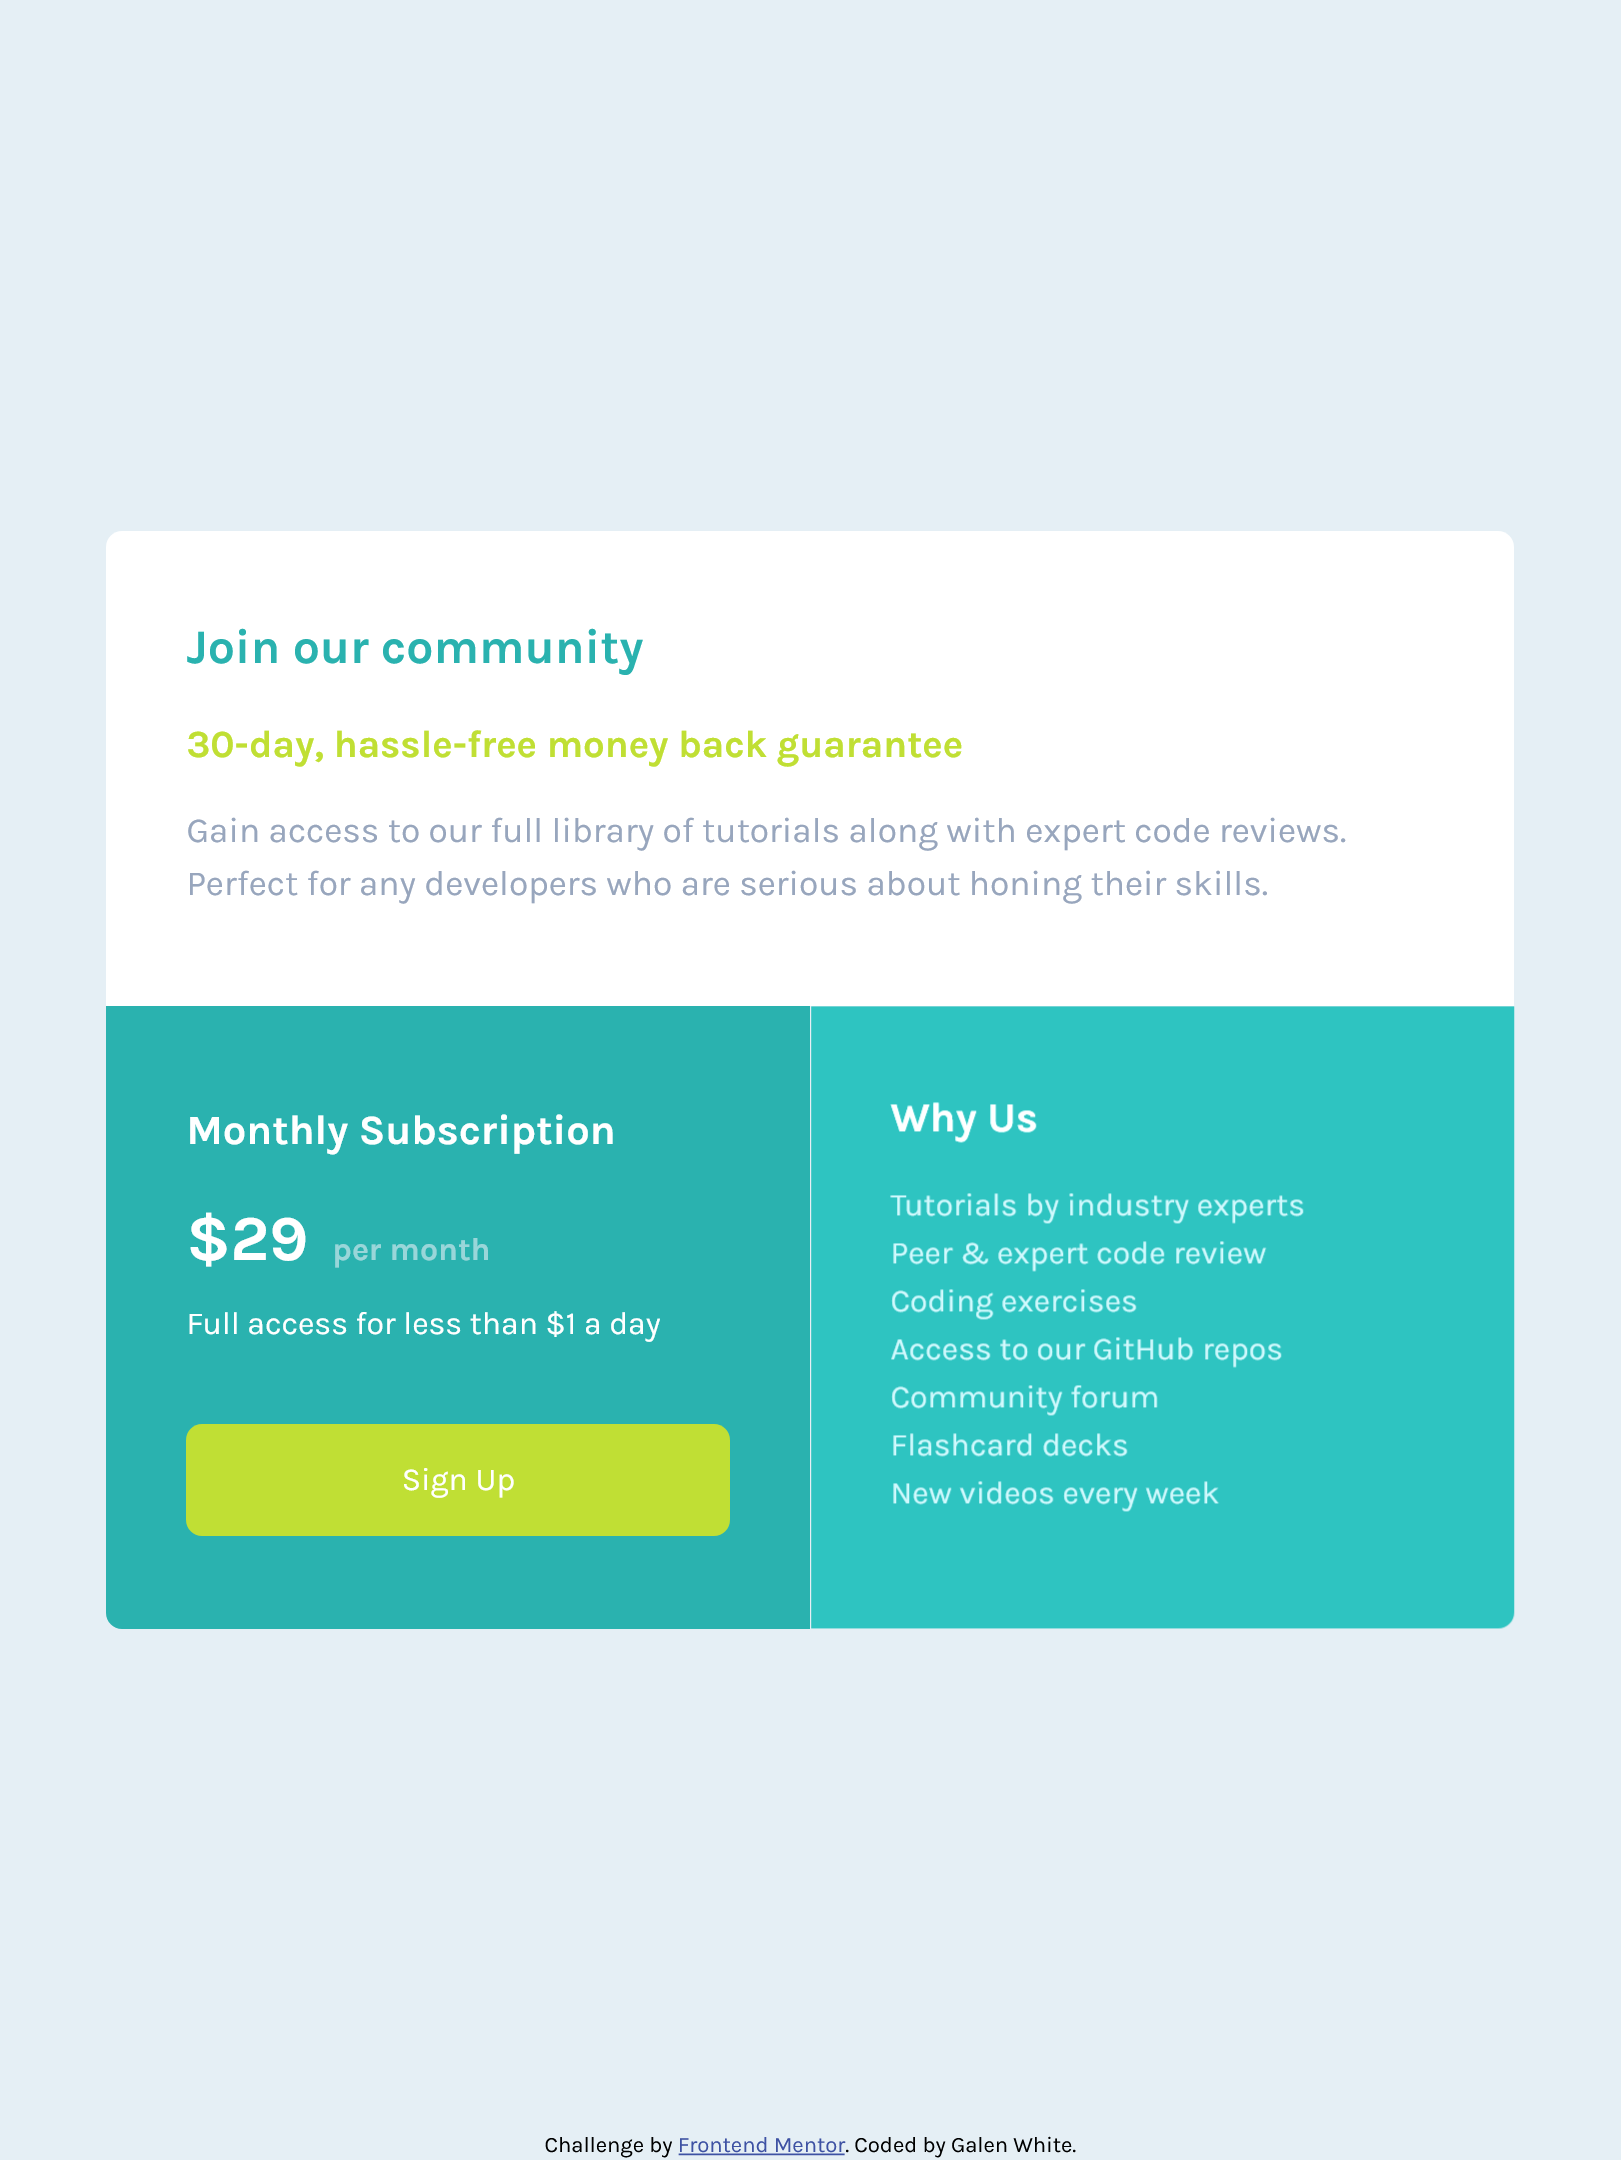 Join our community
30-day, hassle-free money back guarantee
Gain access to our full library of tutorials along with expert code reviews.
Perfect for any developers who are serious about honing their skills.
Monthly Subscription
$29 per month
Full access for less than $1 a day
Sign Up
Why Us
Tutorials by industry experts
Peer & expert code review
Coding exercises
Access to our GitHub repos
Community forum
Flashcard decks
New videos every week
Challenge by Frontend Mentor. Coded by Galen White.